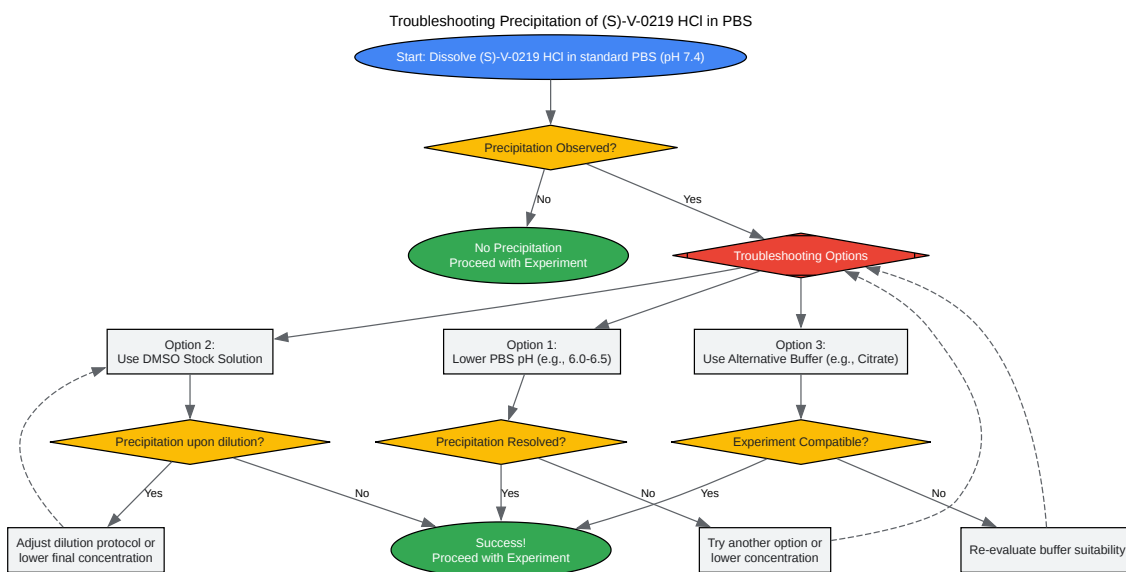 Troubleshooting Precipitation of (S)-V-0219 HCl in PBS
Start: Dissolve (S)-V-0219 HCl in standard PBS (pH 7.4)
Precipitation Observed?
No
Yes
No Precipitation
Proceed with Experiment
Troubleshooting Options
Option 2:
Use DMSO Stock Solution
Option 1:
Lower PBS pH (e.g., 6.0-6.5)
Option 3:
Use Alternative Buffer (e.g., Citrate)
Precipitation upon dilution?
Precipitation Resolved?
Experiment Compatible?
Yes
No
Yes
No
Yes
No
Adjust dilution protocol or
lower final concentration
Success!
Proceed with Experiment
Try another option or
lower concentration
Re-evaluate buffer suitability